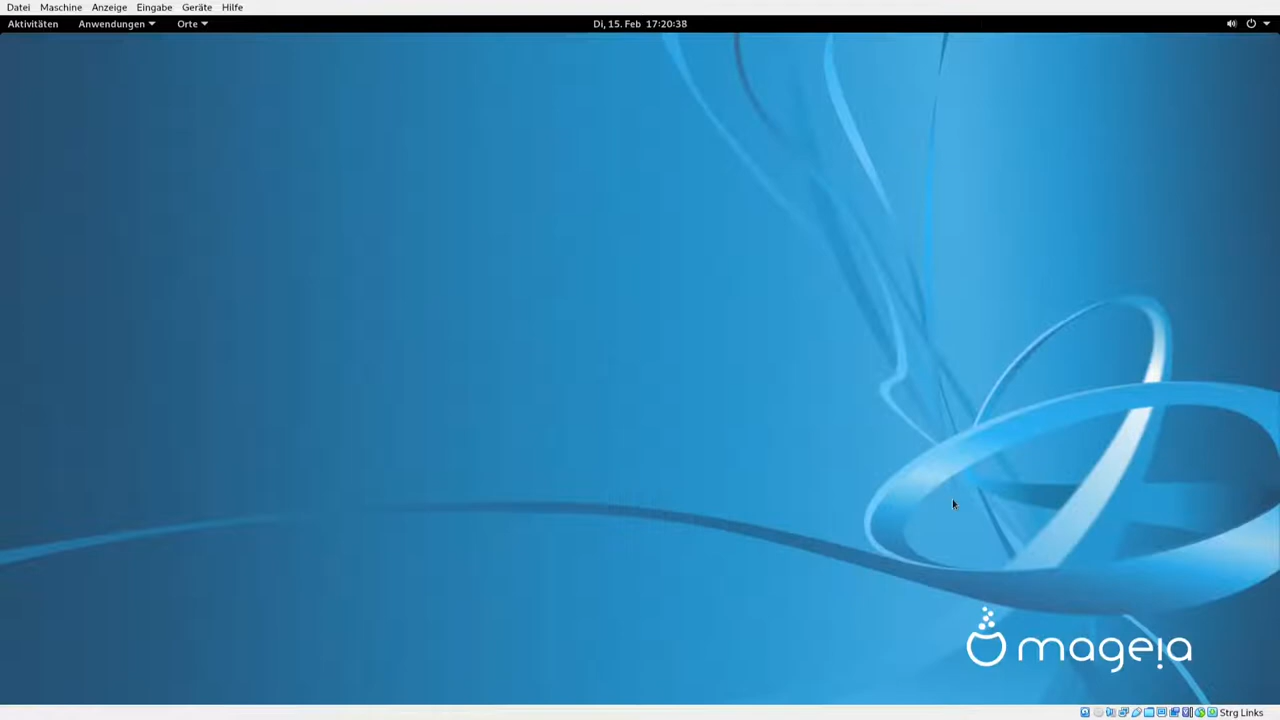 Datei Maschine Anzeige Eingabe Geräte Hilfe
Aktivitäten Anwendungen Orte Di, 15. Feb 17:20:38
mageia
Strg Links